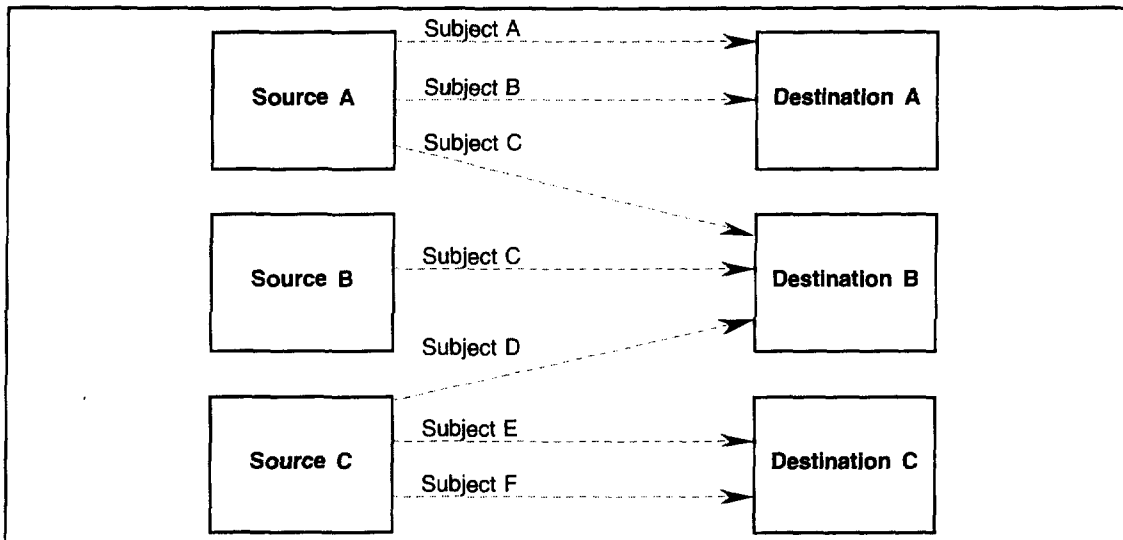 Subject A
Source A
Subject B
Destination A
Subject C
Source B
Subject C
Destination B
Subject D
Source C
Subject E
Destination C
Subject F